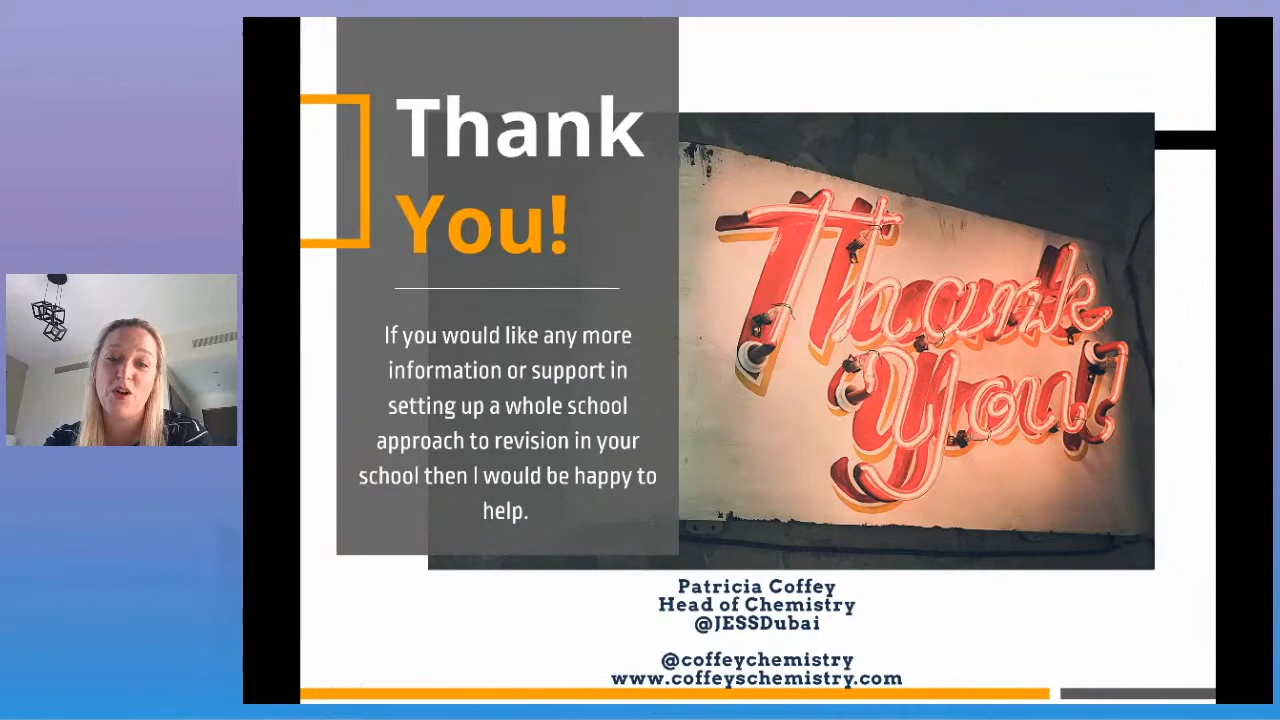 Thank
You!
If you would like any more
information or support in
setting up a whole school
approach to revision in your
school then I would be happy to
help.
Thank
you!
Patricia Coffey
Head of Chemistry
@JESSDubai
@coffeychemistry
www.coffeyschemistry.com